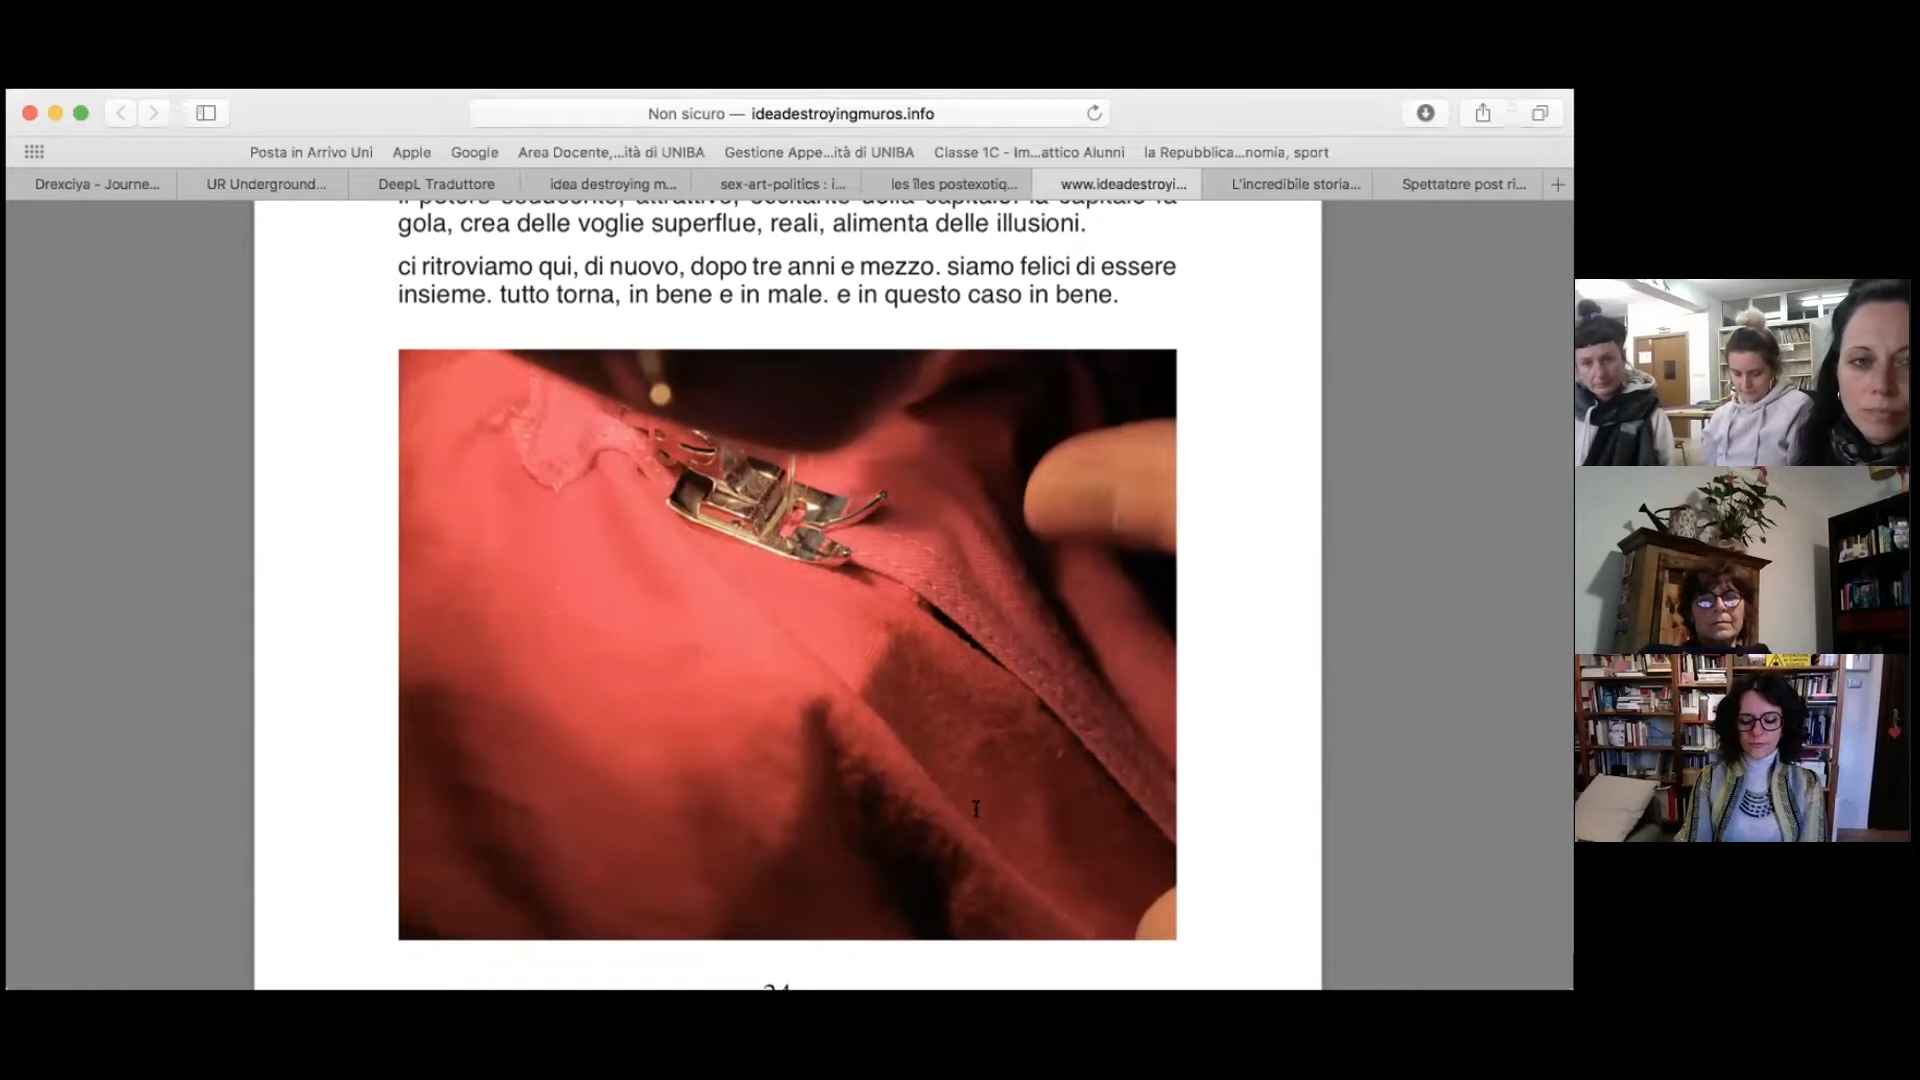 Non sicuro — ideadestroyingmuros.info
Posta in Arrivo Uni Apple Google Area Docente,...ità di UNIBA Gestione Appe...ità di UNIBA Classe 1C - Im...attico Alunni la Repubblica...nomia, sport
Drexciya - Journe... UR Underground... DeepL Traduttore idea destroying m... sex-art-politics : i... les îles postexotiq... www.ideadestroyi... L'incredibile storia... Spettatore post ri...
gola, crea delle voglie superflue, reali, alimenta delle illusioni.
ci ritroviamo qui, di nuovo, dopo tre anni e mezzo. siamo felici di essere
insieme. tutto torna, in bene e in male. e in questo caso in bene.